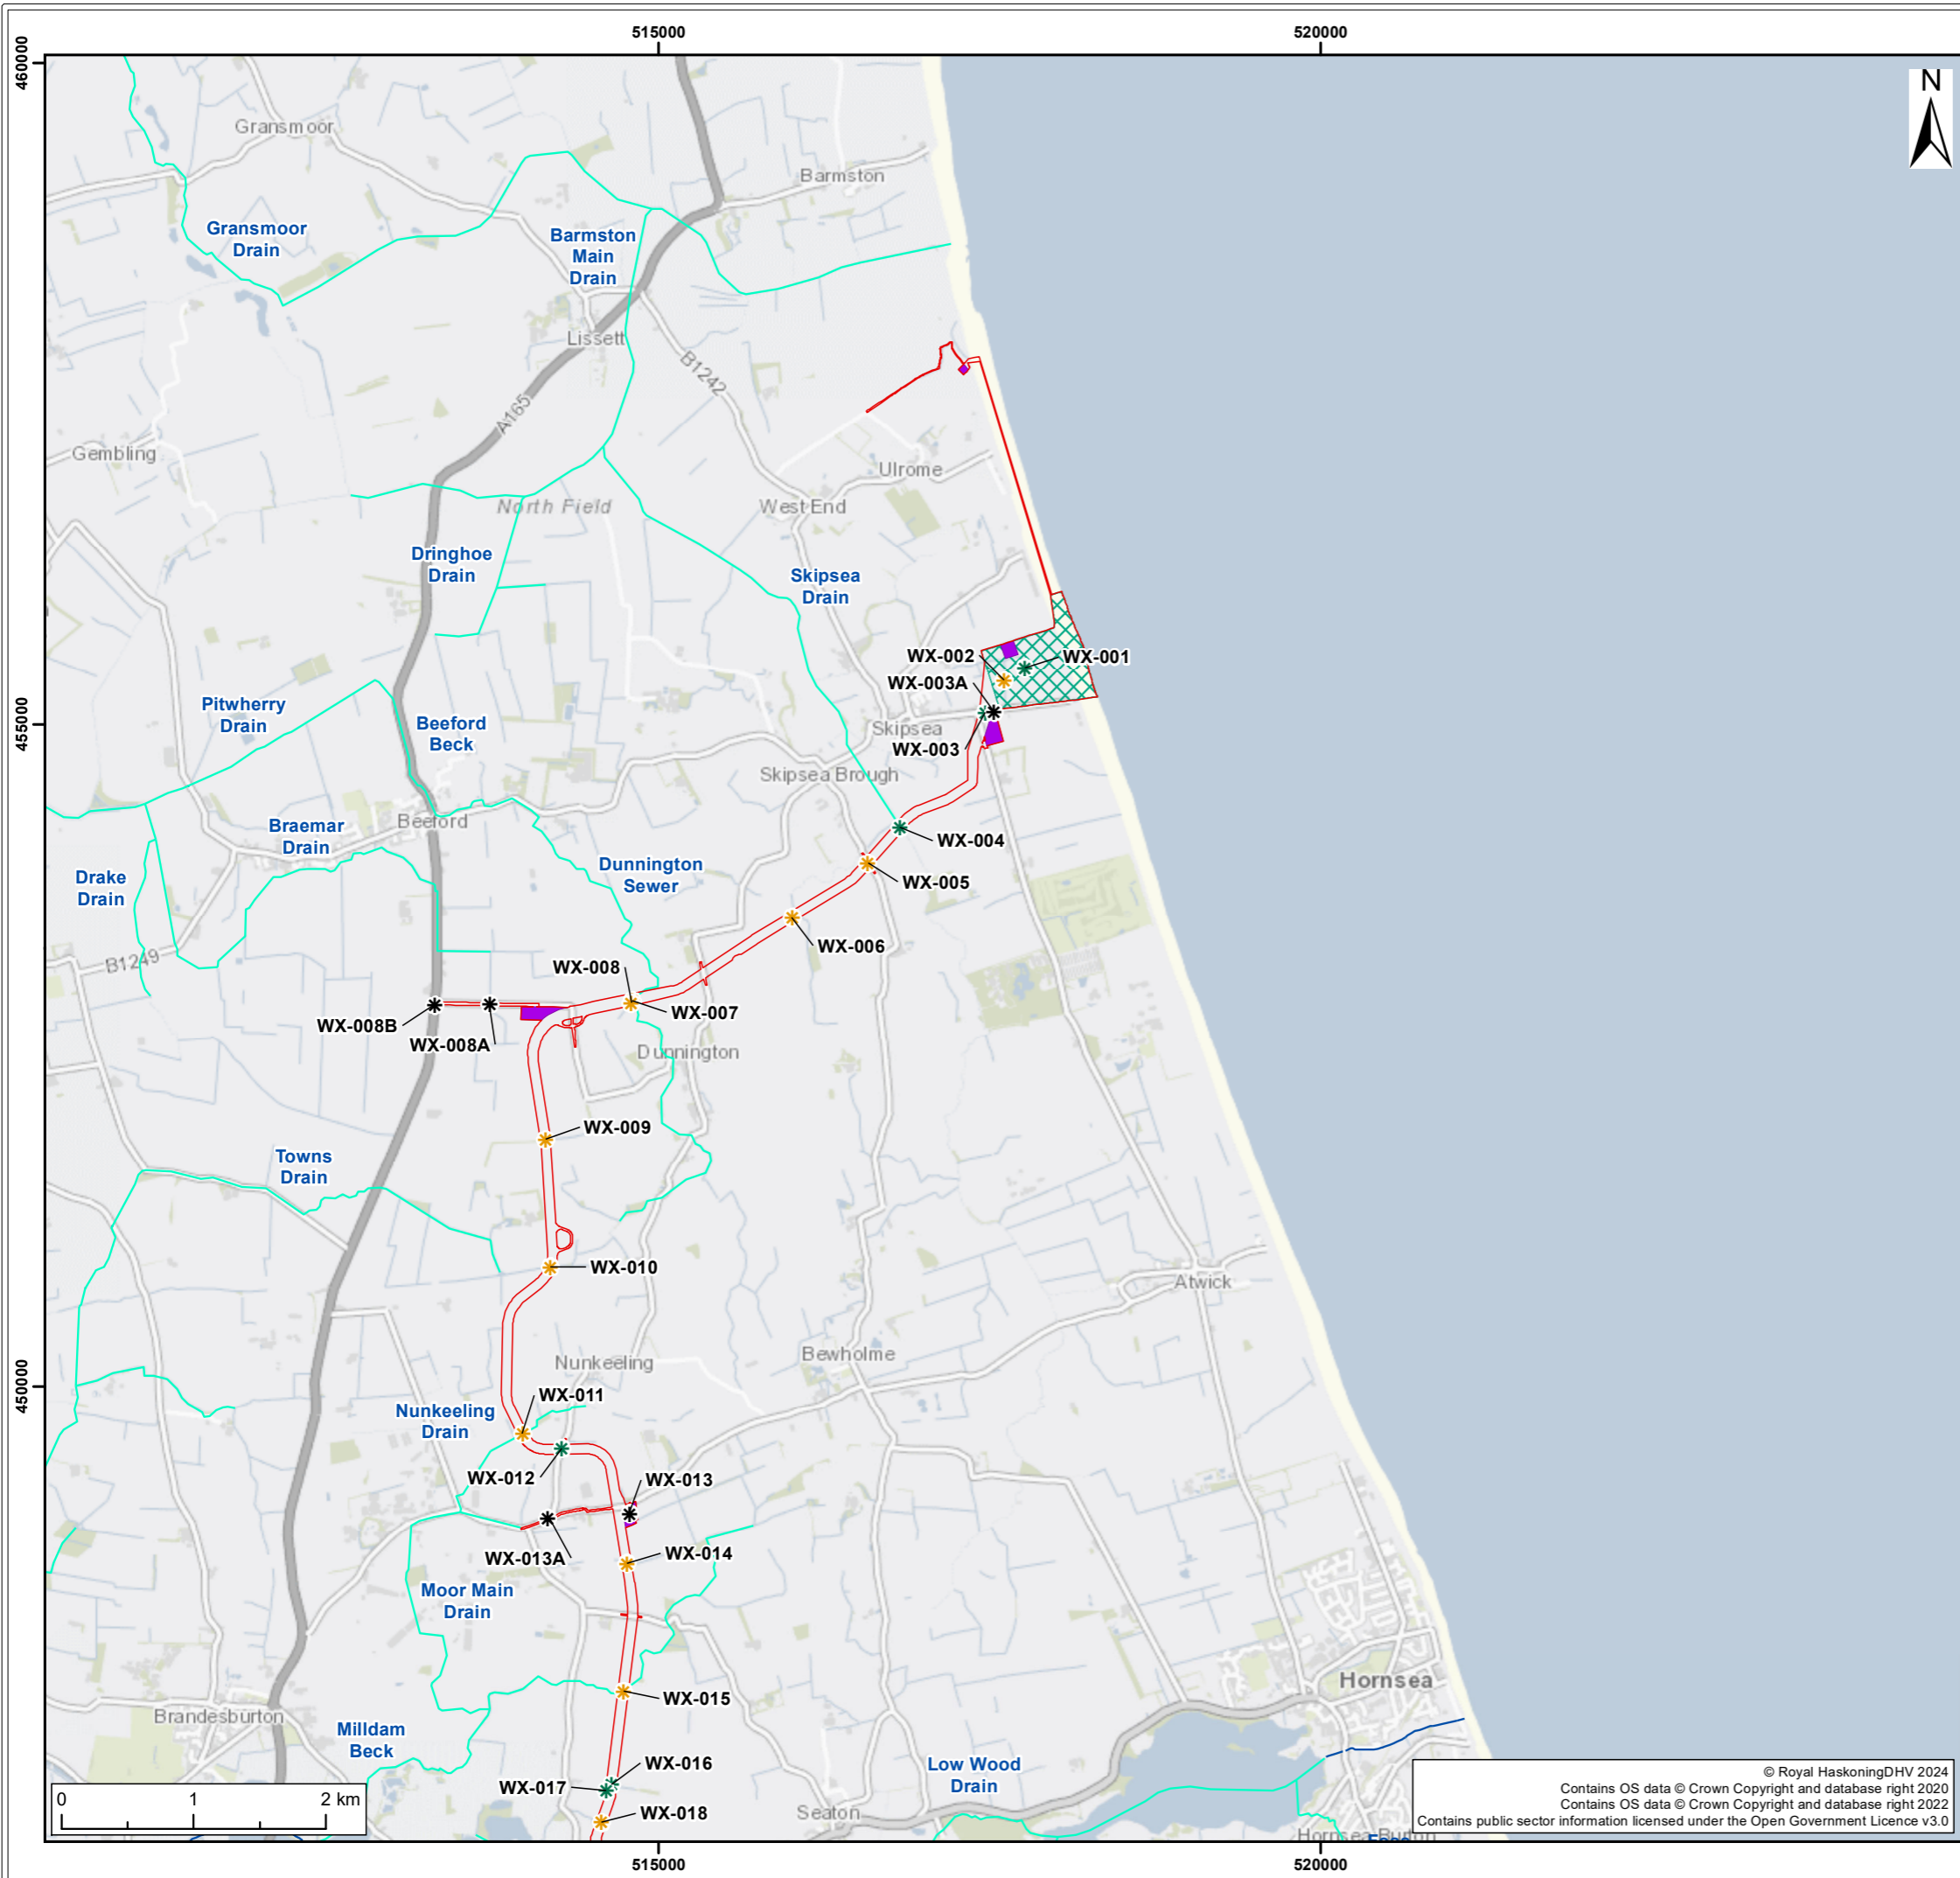 515000
520000
460000
N
Gransmoor
Barmston
Gransmoor
Drain
Barmston
Main
Drain
Lissett
B1242
A165
Gembling
Ulrome
North Field
West End
Dringhoe
Drain
Skipsea
Drain
WX-002
WX-001
WX-003A
455000
Pitwherry
Drain
Beeford
Beck
Skipsea
WX-003
Skipsea Brough
Braemar
Drain
Beeford
WX-004
Drake
Drain
Dunnington
Sewer
WX-005
WX-006
B1249
WX-008
WX-007
WX-008B
WX-008A
Dunnington
WX-009
Towns
Drain
WX-010
Atwick
Bewholme
Nunkeeling
450000
WX-011
Nunkeeling
Drain
WX-012
WX-013
WX-013A
WX-014
Moor Main
Drain
WX-015
Hornsea
Brandesburton
Milldam
Beck
WX-016
Low Wood
Drain
WX-017
WX-018
Seaton
0 1 2 km
© Royal HaskoningDHV 2024
Contains OS data © Crown Copyright and database right 2020
Contains OS data © Crown Copyright and database right 2022
Contains public sector information licensed under the Open Government Licence v3.0
Hornsea Burton
515000
520000